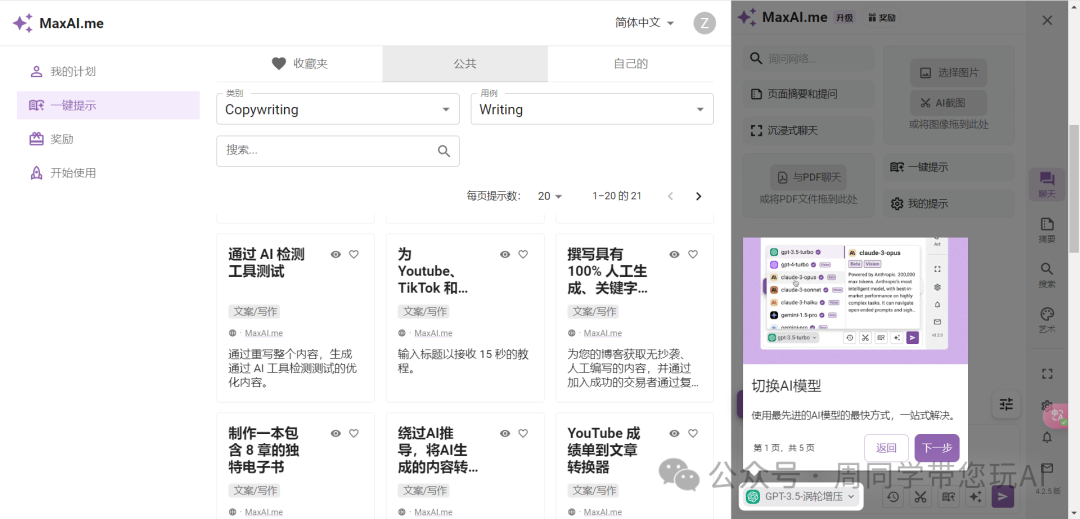 MaxAI.me
简体中文
Z
我的计划
一键提示
奖励
开始使用
收藏夹
公共
自己的
类别
Copywriting
用例
Writing
搜索...
每页提示数:
20
1–20 的 21
通过 AI 检测
工具测试
文案/写作
· MaxAI.me
通过重写整个内容，生成
通过 AI 工具检测测试的优
化内容。
为
Youtube、
TikTok 和...
文案/写作
· MaxAI.me
输入标题以接收 15 秒的教
程。
撰写具有
100% 人工生
成、关键字...
文案/写作
· MaxAI.me
为您的博客获取无抄袭、
人工编写的内容，并通过
加入成功的交易者通过复...
制作一本包
含 8 章的独
特电子书
文案/写作
· MaxAI.me
绕过AI推
导，将AI生
成的内容转...
文案/写作
· MaxAI.me
YouTube 成
绩单到文章
转换器
文案/写作
· MaxAI.me
MaxAI.me
升级
奖励
询问网络...
页面摘要和提问
沉浸式聊天
选择图片
AI截图
或将图像拖到此处
与PDF聊天
或将PDF文件拖到此处
一键提示
我的提示
聊天
摘要
搜索
艺术
gpt-3.5-turbo
gpt-4-turbo
claude-3-opus
claude-3-sonnet
claude-3-haiku
gemini-1.5-pro
gemini-pro
claude-3-opus
Beta
Vision
Powered by Anthropic. 200,000
max tokens. Anthropic's most
intelligent model, with best-in-
market performance on highly
complex tasks. It can navigate
open-ended prompts and sigh...
gpt-3.5-turbo
Art
切换AI模型
使用最先进的AI模型的最快方式，一站式解决。
第 1 页，共 5 页
返回
下一步
公众号 · 周同学带您玩AI
GPT-3.5-涡轮增压
4.2.5 版